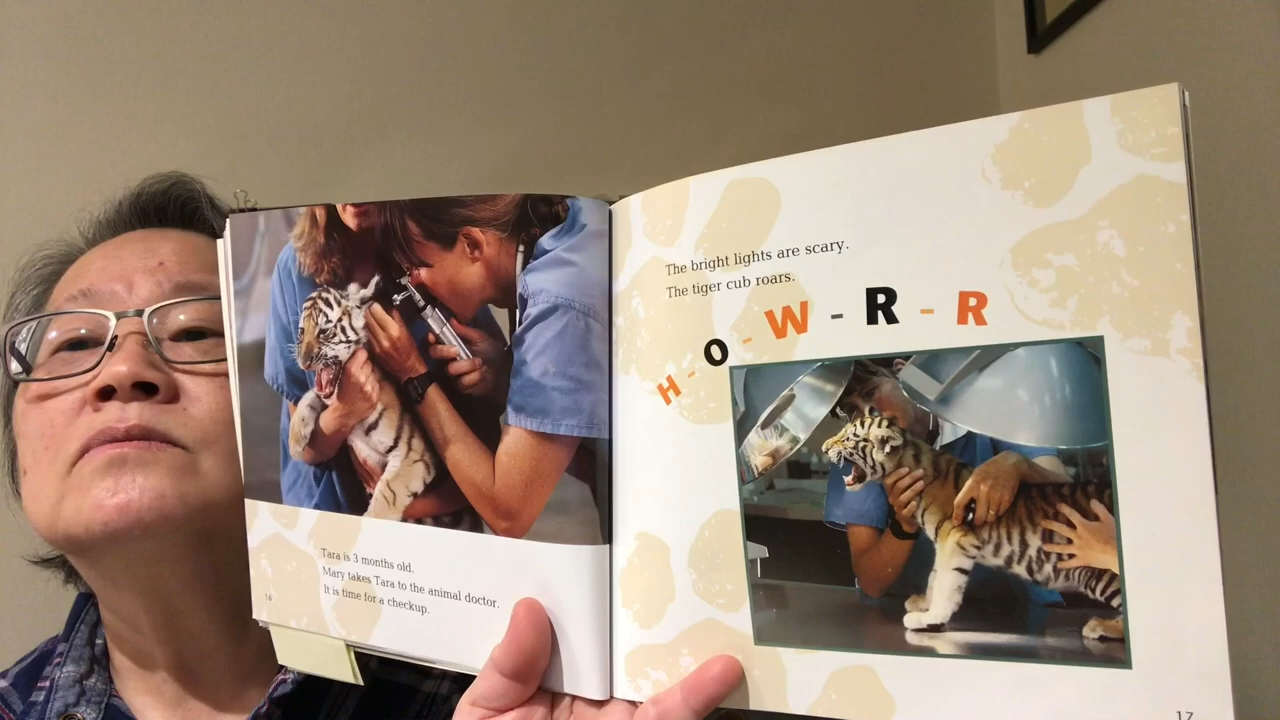 Tara is 3 months old.
Mary takes Tara to the animal doctor.
It is time for a checkup.
16
The bright lights are scary.
The tiger cub roars.
H-O-W-R-R
17